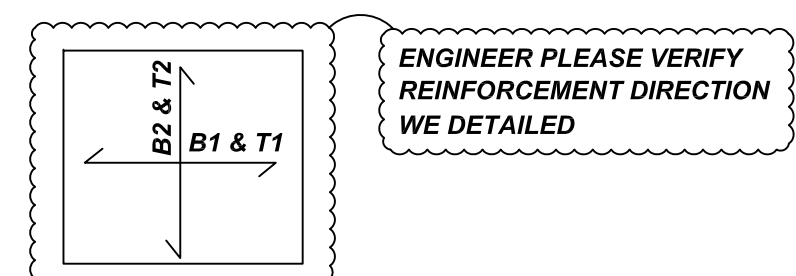 B2 & T2
B1 & T1
ENGINEER PLEASE VERIFY
REINFORCEMENT DIRECTION
WE DETAILED